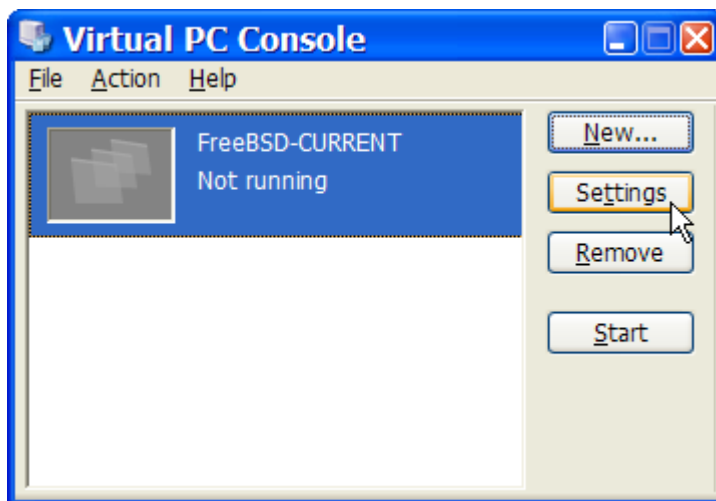 Virtual PC Console
File Action Help
FreeBSD-CURRENT
Not running
New...
Settings
Remove
Start